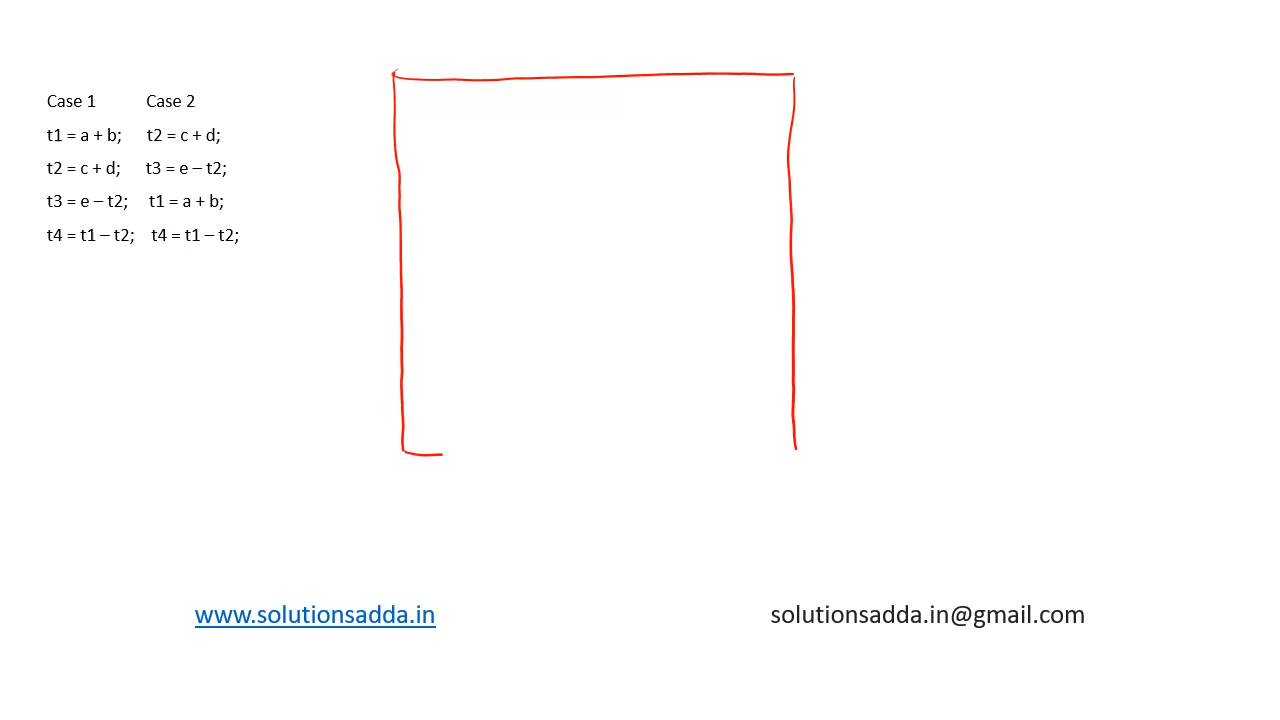 Case 1 Case 2
t1 = a + b; t2 = c + d;
t2 = c + d; t3 = e – t2;
t3 = e – t2; t1 = a + b;
t4 = t1 – t2; t4 = t1 – t2;
www.solutionsadda.in solutionsadda.in@gmail.com